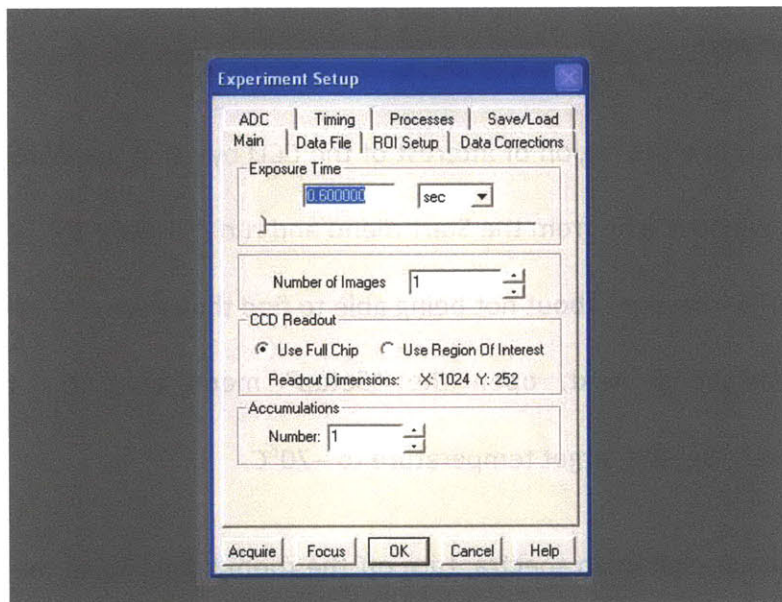 Experiment Setup
ADC Timing Processes Save/Load
Main Data File ROI Setup Data Corrections
Exposure Time
0.600000 sec
Number of Images 1
CCD Readout
Use Full Chip Use Region Of Interest
Readout Dimensions: X: 1024 Y: 252
Accumulations
Number: 1
Acquire Focus OK Cancel Help